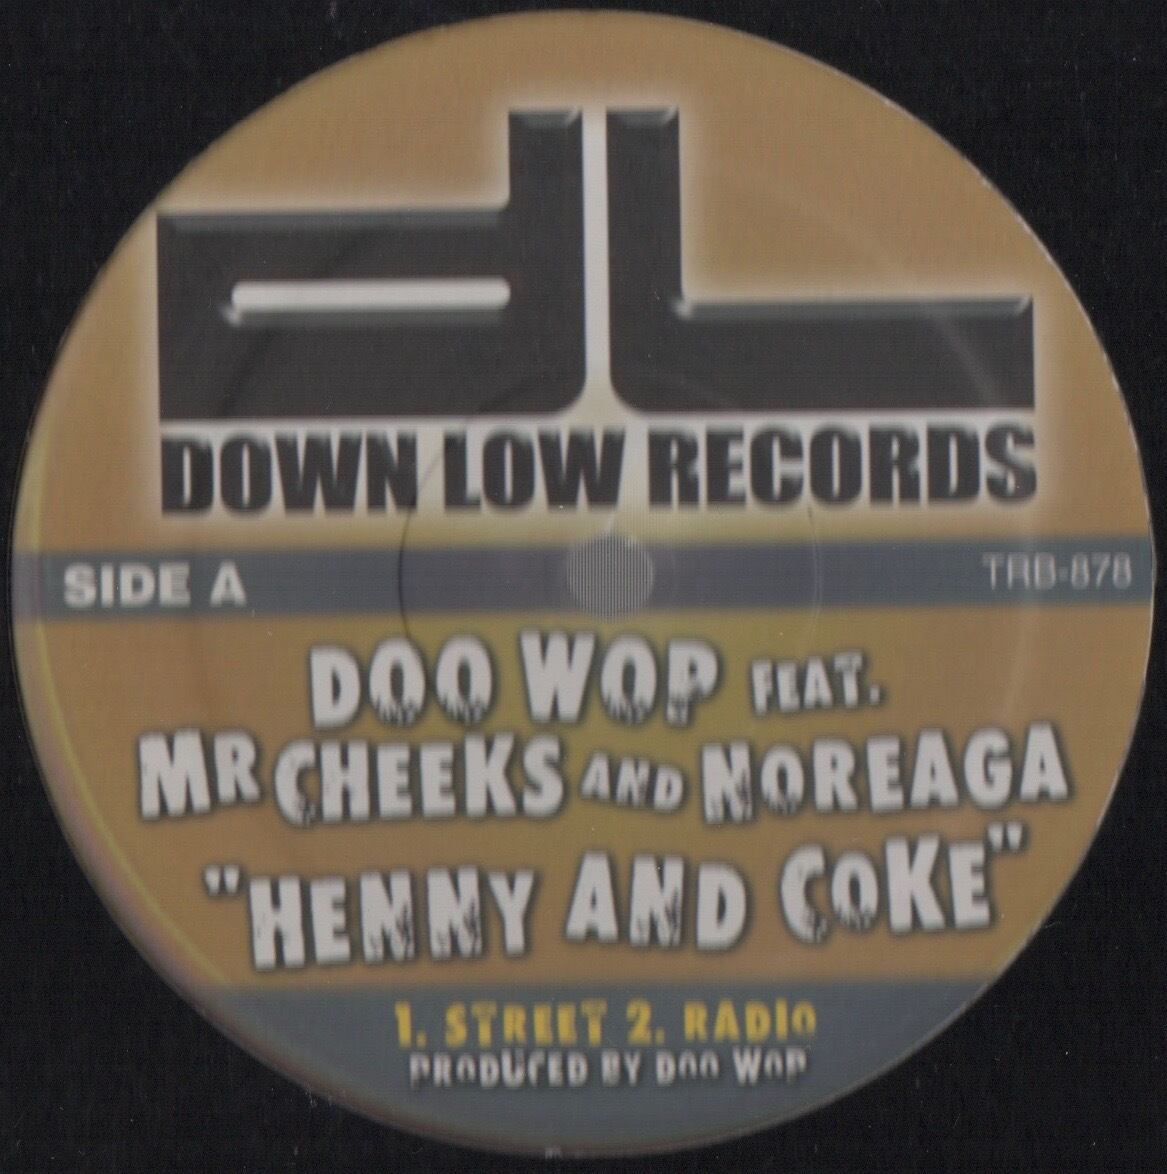 dL
DOWN LOW RECORDS
SIDE A
TRB-878
DOO WOP FEAT.
MR CHEEKS AND NOREAGA
"HENNY AND COKE"
1. STREET 2. RADIO
PRODUCED BY DOO WOP